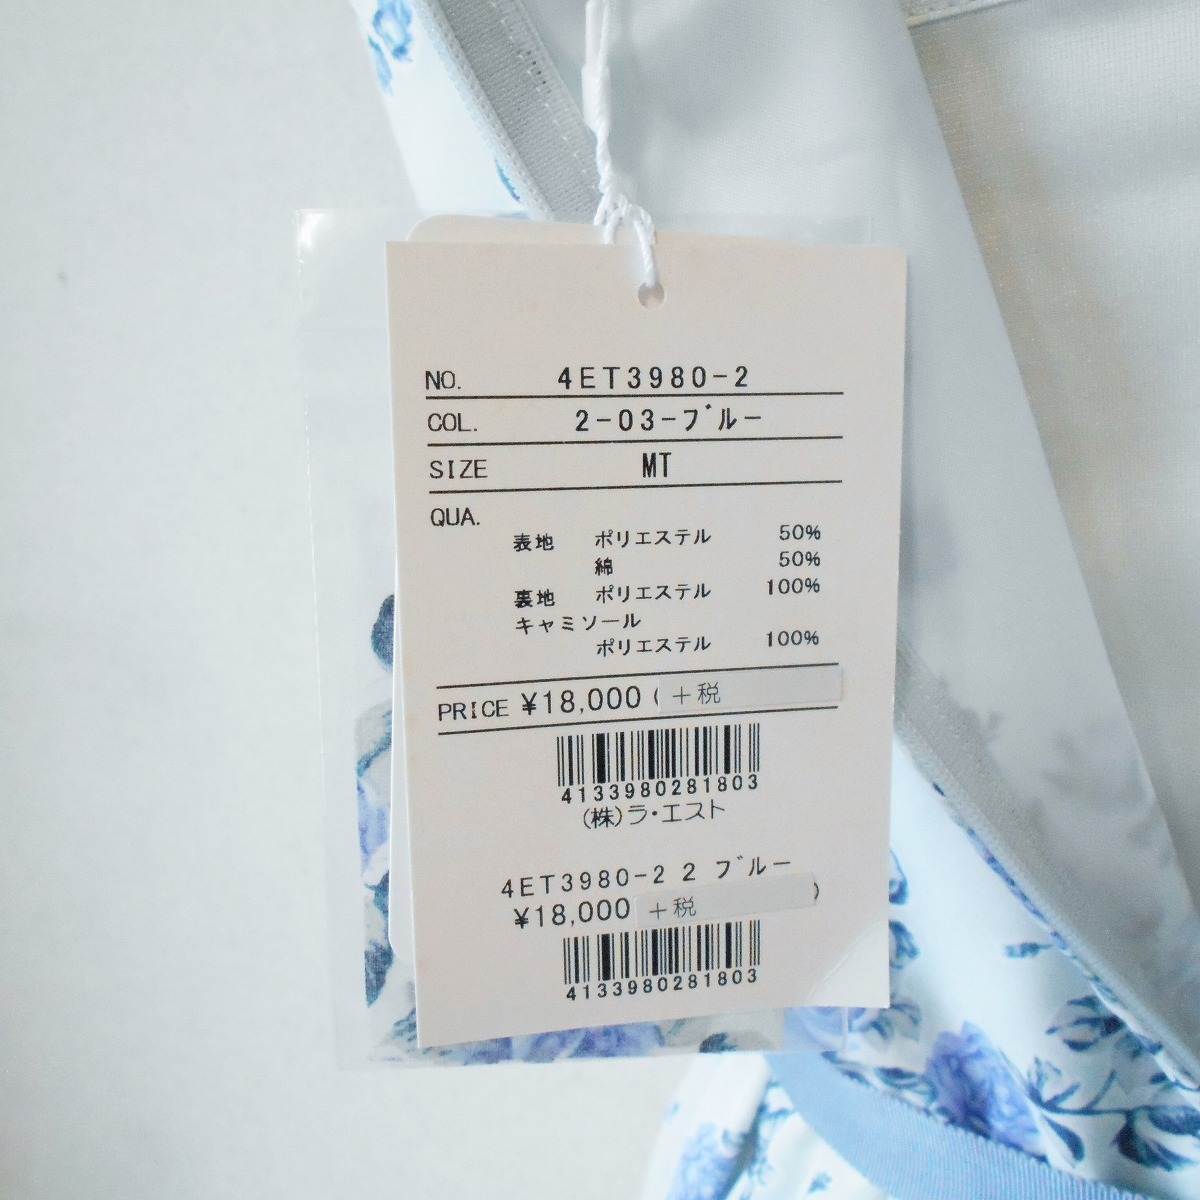 NO. 4ET3980-2
COL. 2-03-ブルー
SIZE MT
QUA.
表地 ポリエステル 50%
綿 50%
裏地 ポリエステル 100%
キャミソール
ポリエステル 100%
PRICE ¥18,000 ( +税
4133980281803
(株)ラ・エスト
4ET3980-2 2 ブルー
¥18,000 +税 )
4133980281803